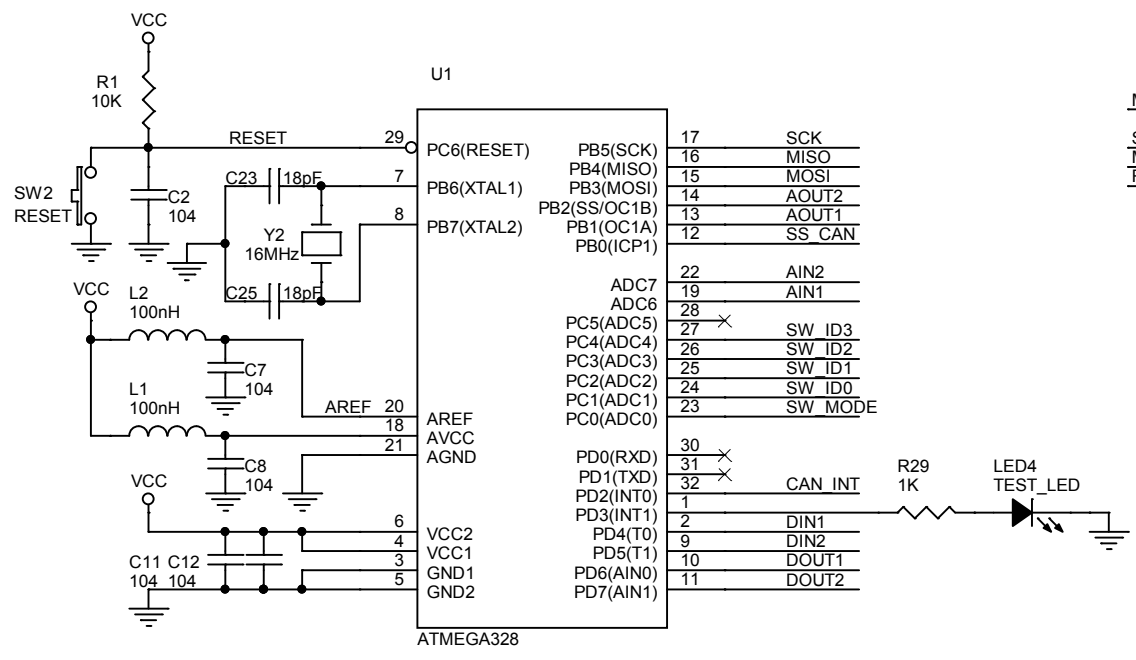 VCC
U1
R1
10K
RESET
29
PC6(RESET)
SW2
RESET
C2
104
C23
18pF
7
PB6(XTAL1)
8
PB7(XTAL2)
Y2
16MHz
C25
18pF
VCC
L2
100nH
C7
104
L1
100nH
AREF
20
AREF
18
AVCC
21
AGND
C8
104
VCC
6
VCC2
4
VCC1
3
GND1
5
GND2
C11
104
C12
104
ATMEGA328
PB5(SCK) 17 SCK
PB4(MISO) 16 MISO
PB3(MOSI) 15 MOSI
PB2(SS/OC1B) 14 AOUT2
PB1(OC1A) 13 AOUT1
PB0(ICP1) 12 SS_CAN
ADC7 22 AIN2
ADC6 19 AIN1
PC5(ADC5) 28
PC4(ADC4) 27 SW_ID3
PC3(ADC3) 26 SW_ID2
PC2(ADC2) 25 SW_ID1
PC1(ADC1) 24 SW_ID0
PC0(ADC0) 23 SW_MODE
PD0(RXD) 30
PD1(TXD) 31
PD2(INT0) 32 CAN_INT
PD3(INT1) 1
PD4(T0) 2 DIN1
PD5(T1) 9 DIN2
PD6(AIN0) 10 DOUT1
PD7(AIN1) 11 DOUT2
R29
1K
LED4
TEST_LED